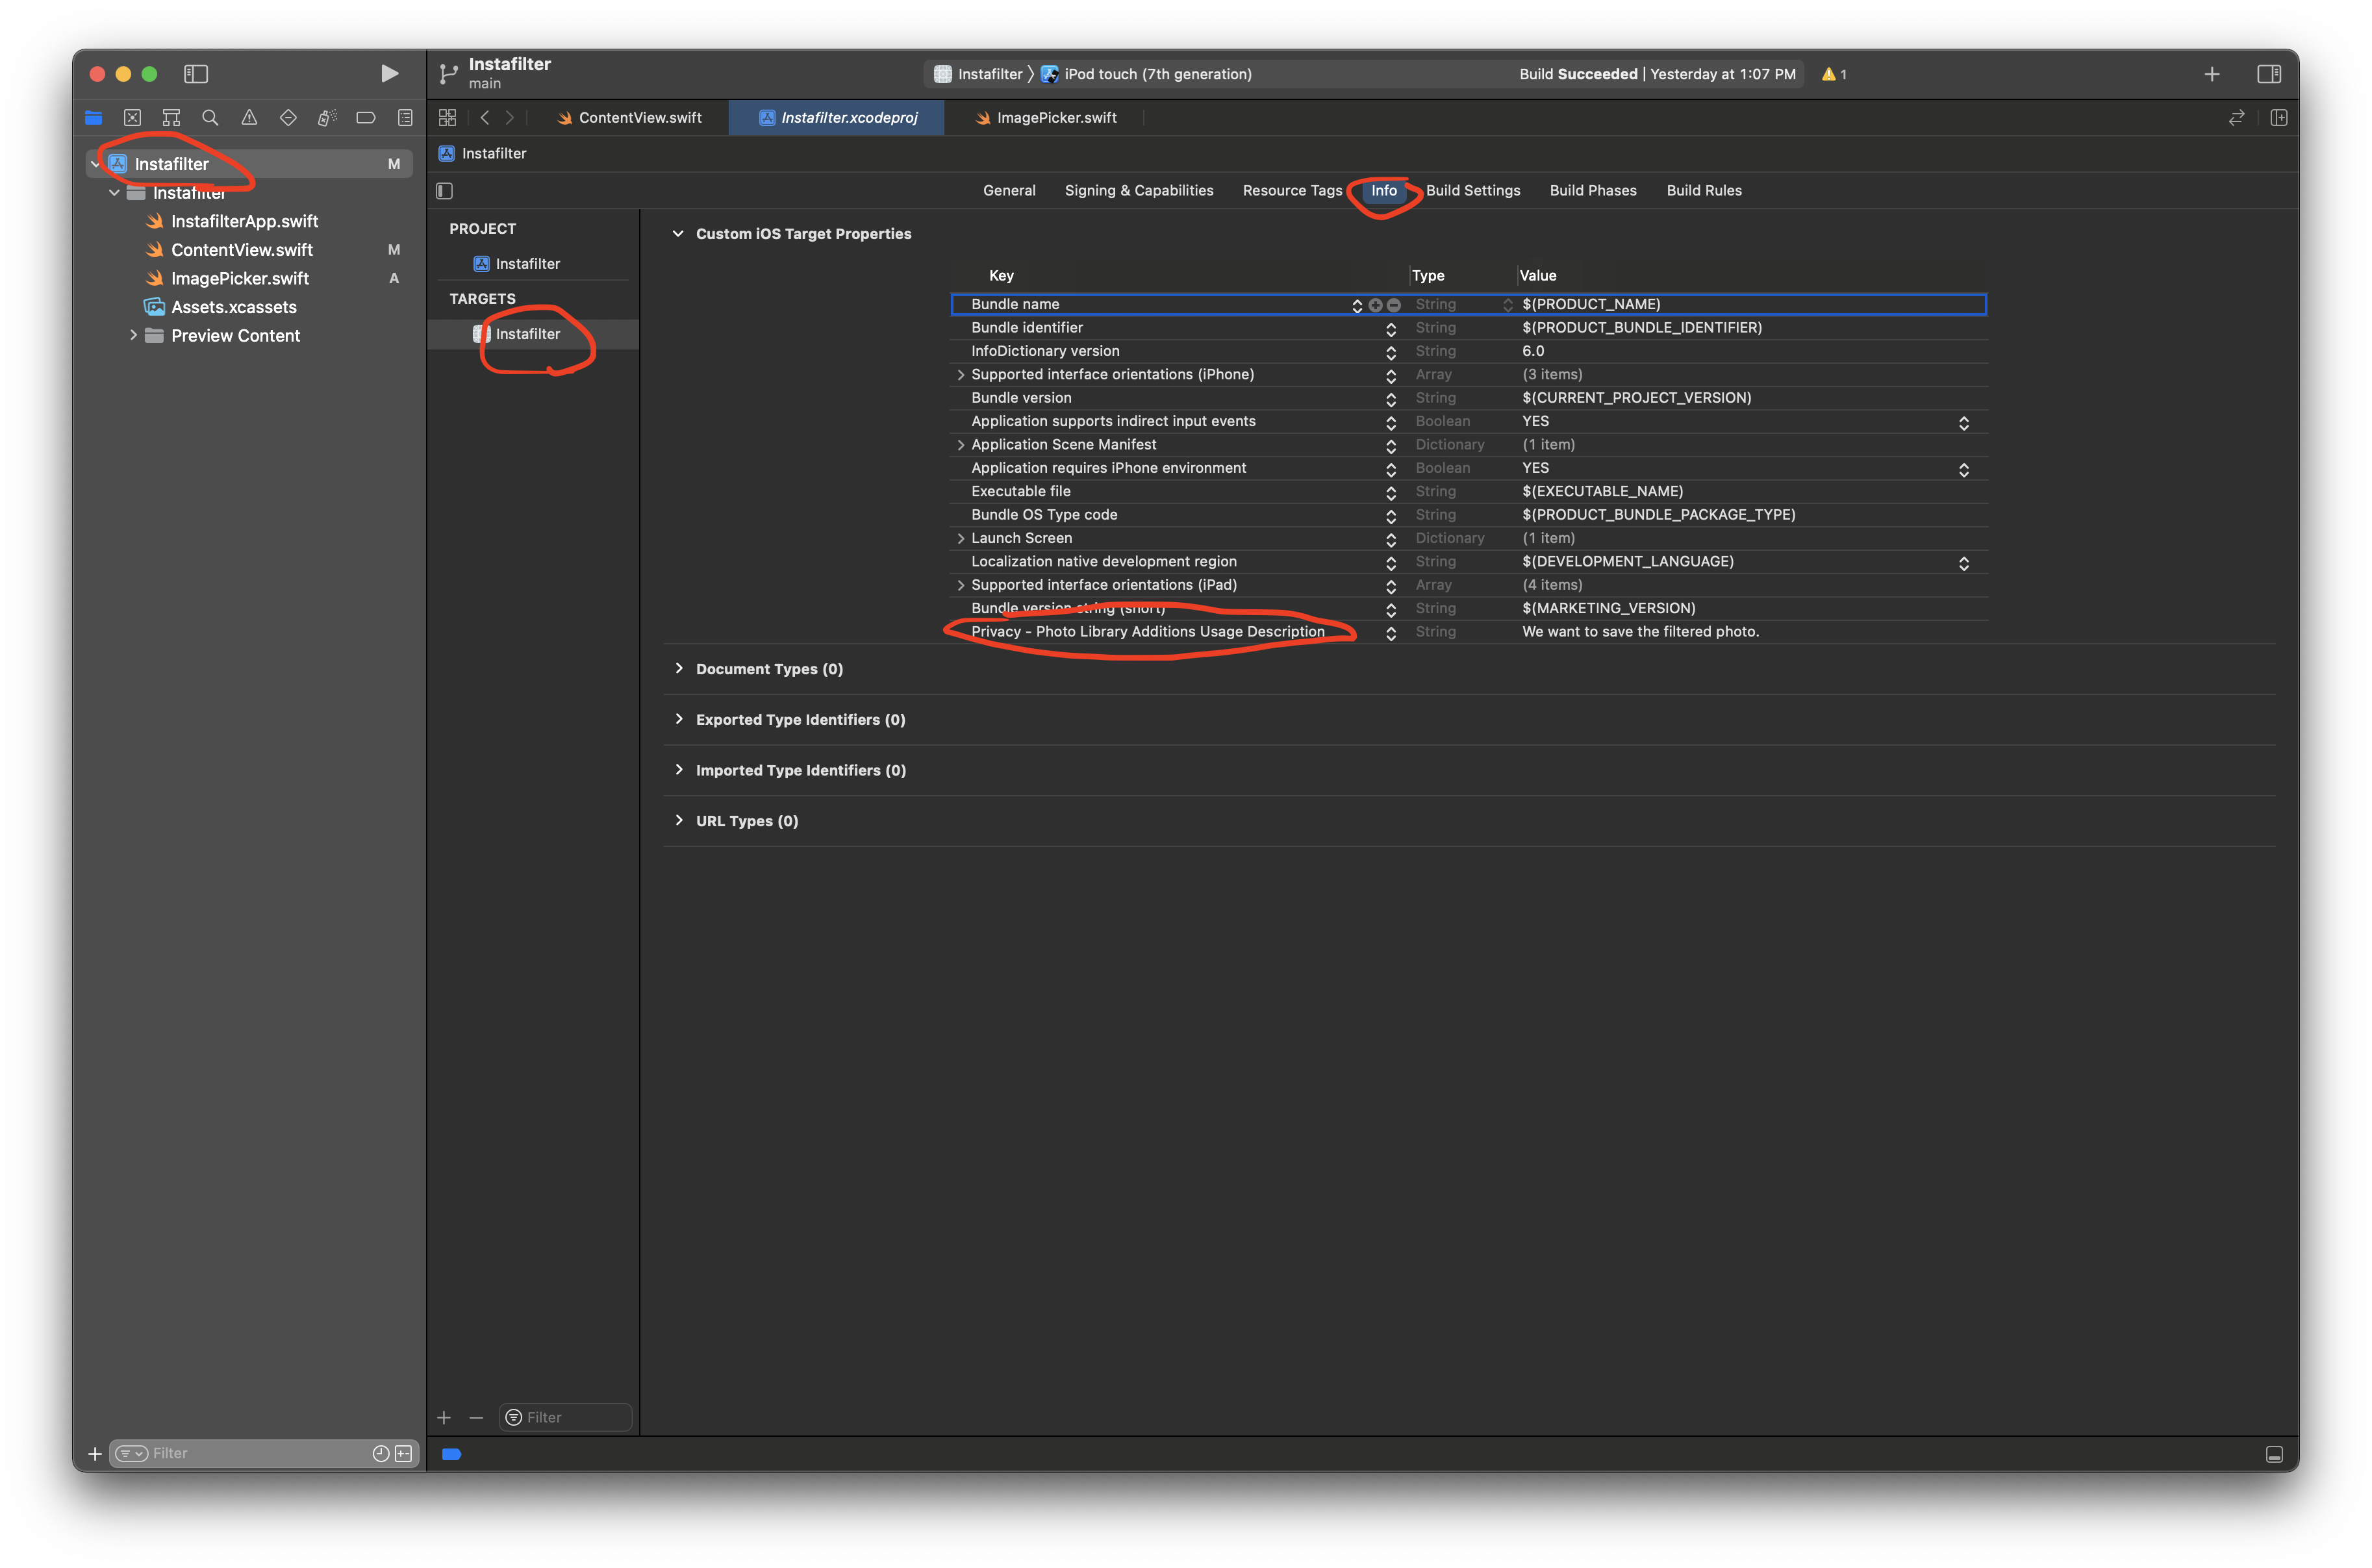 Instafilter
main
Instafilter
iPod touch (7th generation)
Build Succeeded | Yesterday at 1:07 PM
1
ContentView.swift
Instafilter.xcodeproj
ImagePicker.swift
Instafilter
M
Instafilter
InstafilterApp.swift
ContentView.swift
M
ImagePicker.swift
A
Assets.xcassets
Preview Content
Filter
Instafilter
General
Signing & Capabilities
Resource Tags
Info
Build Settings
Build Phases
Build Rules
PROJECT
Instafilter
TARGETS
Instafilter
Filter
Custom iOS Target Properties
Key Type Value
Bundle name String $(PRODUCT_NAME)
Bundle identifier String $(PRODUCT_BUNDLE_IDENTIFIER)
InfoDictionary version String 6.0
Supported interface orientations (iPhone) Array (3 items)
Bundle version String $(CURRENT_PROJECT_VERSION)
Application supports indirect input events Boolean YES
Application Scene Manifest Dictionary (1 item)
Application requires iPhone environment Boolean YES
Executable file String $(EXECUTABLE_NAME)
Bundle OS Type code String $(PRODUCT_BUNDLE_PACKAGE_TYPE)
Launch Screen Dictionary (1 item)
Localization native development region String $(DEVELOPMENT_LANGUAGE)
Supported interface orientations (iPad) Array (4 items)
Bundle version string (short) String $(MARKETING_VERSION)
Privacy - Photo Library Additions Usage Description String We want to save the filtered photo.
Document Types (0)
Exported Type Identifiers (0)
Imported Type Identifiers (0)
URL Types (0)